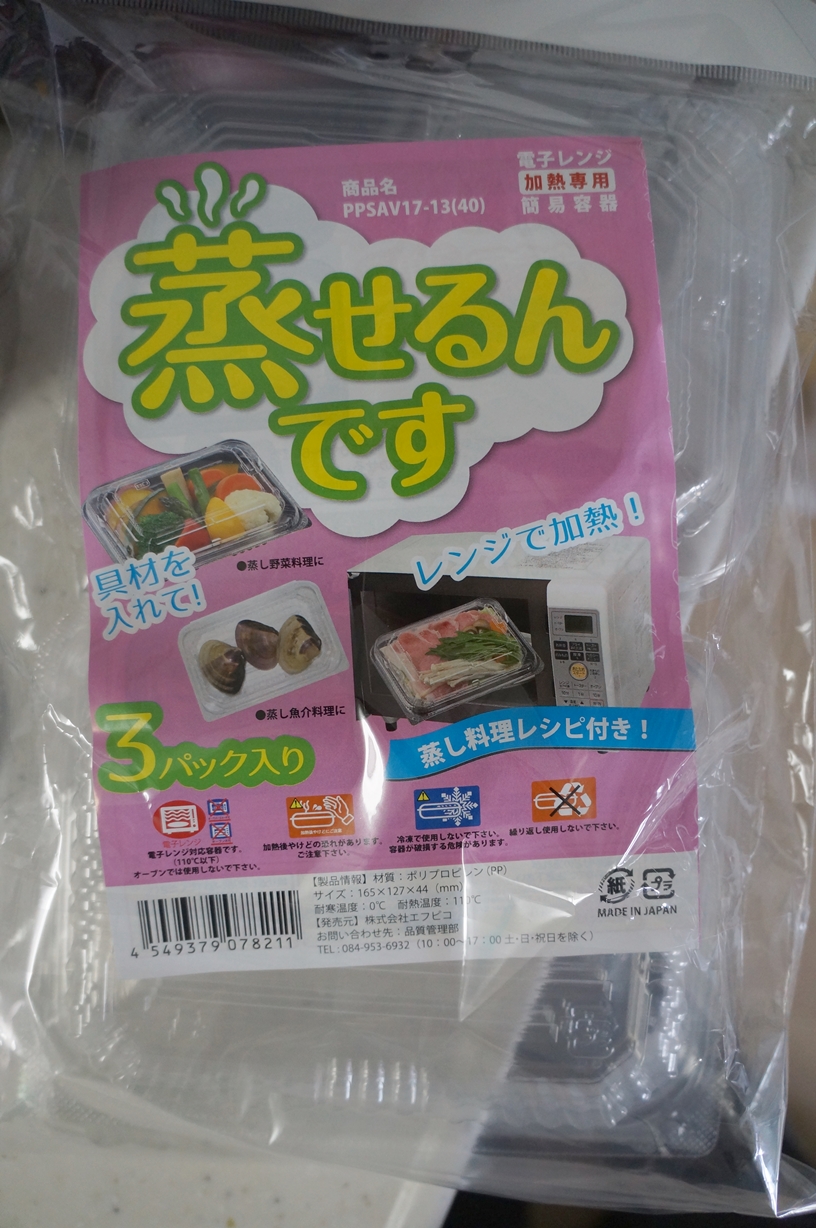 電子レンジ
加熱専用
簡易容器
商品名
PPSAV17-13(40)
蒸せるん
です
レンジで加熱！
●蒸し野菜料理に
具材を
入れて！
●蒸し魚介料理に
蒸し料理レシピ付き！
3パック入り
電子レンジ
電子レンジ対応容器です。
(110℃以下)
オーブンでは使用しないで下さい。
加熱後やけどの恐れがあります。
ご注意下さい。
冷凍で使用しないで下さい。
容器が破損する危険があります。
繰り返し使用しないで下さい。
【製品情報】材質：ポリプロピレン(PP)
サイズ：165×127×44（mm）
耐寒温度：0℃ 耐熱温度：110℃
【発売元】株式会社エフピコ
お問い合わせ先：品質管理部
TEL：084-953-6932（10：00～17：00 土・日・祝日を除く）
紙 プラ
MADE IN JAPAN
4 549379 078211